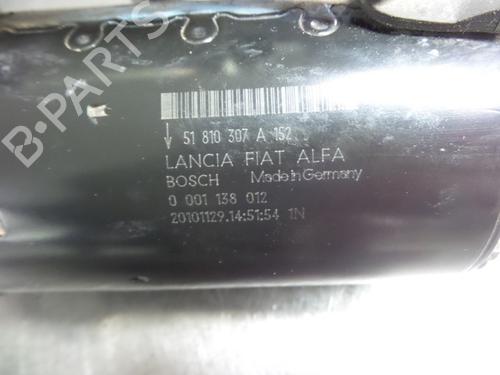 B-PARTS
51 810 307 A 152
LANCIA FIAT ALFA
BOSCH Made in Germany
0 001 138 012
20101129.14:51:54 1N